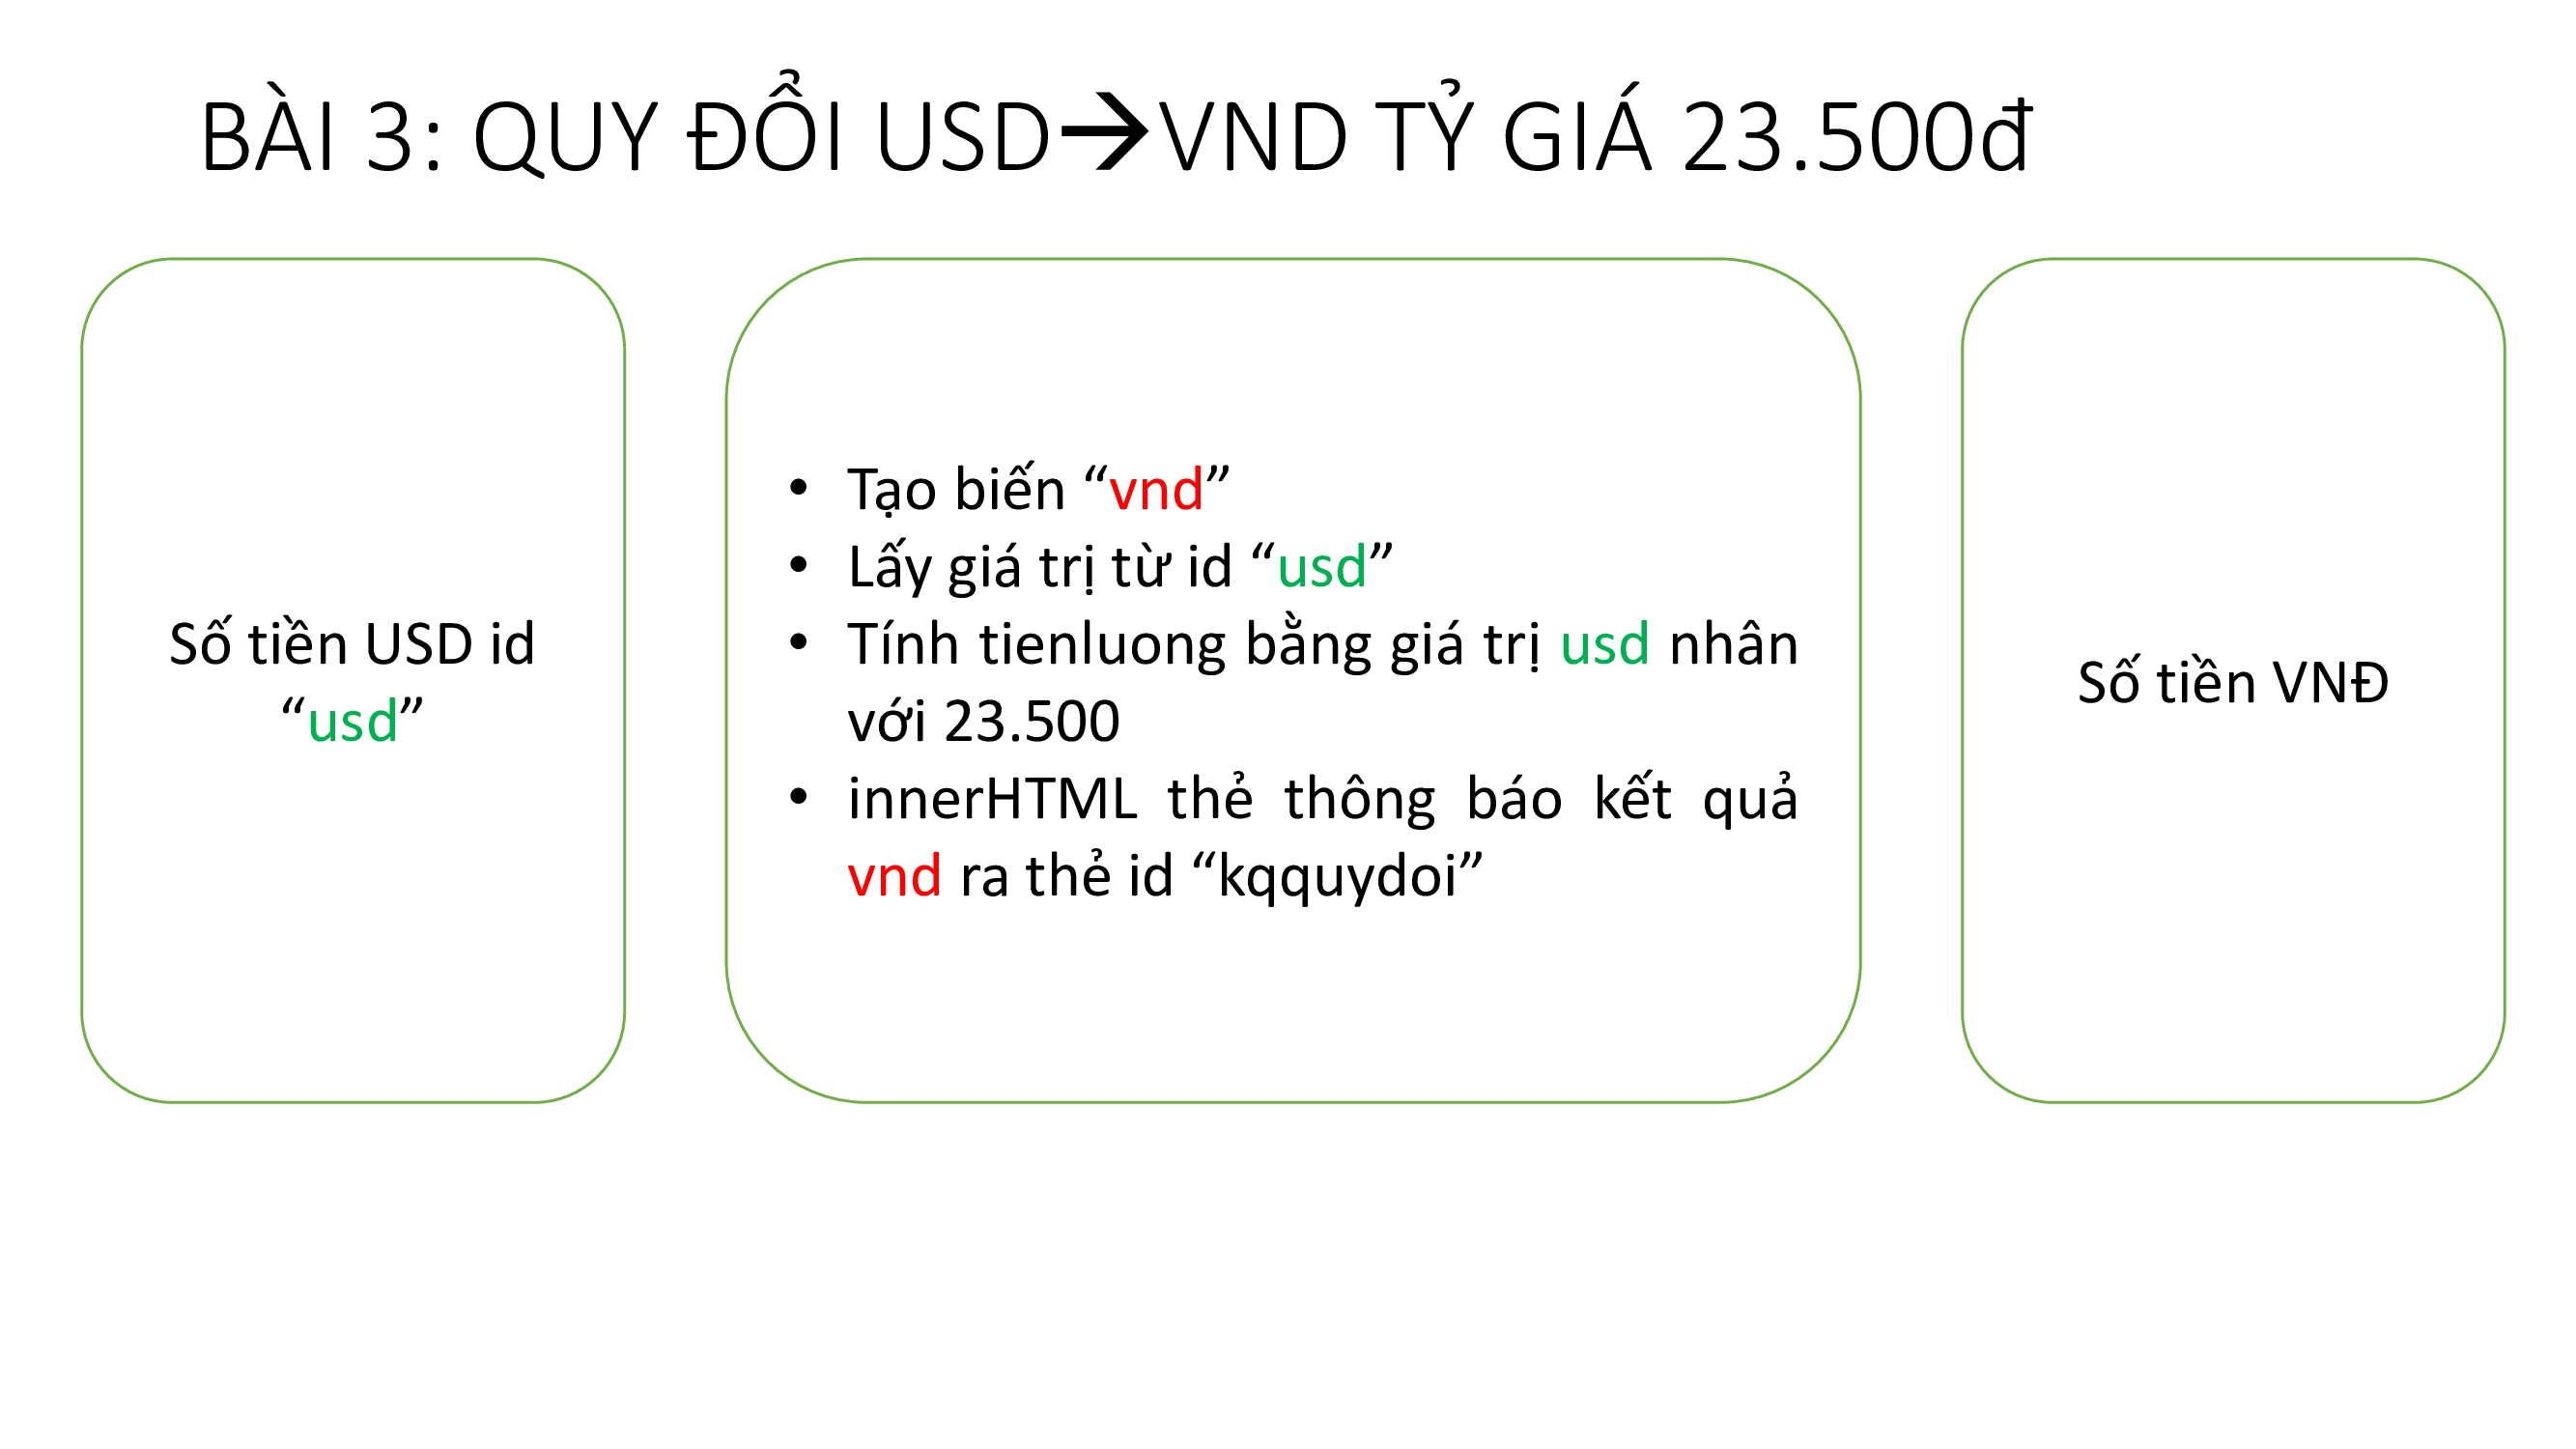 BÀI 3: QUY ĐỔI USD→VND TỶ GIÁ 23.500đ
Số tiền USD id
“usd”
• Tạo biến “vnd”
• Lấy giá trị từ id “usd”
• Tính tienluong bằng giá trị usd nhân
với 23.500
• innerHTML thẻ thông báo kết quả
vnd ra thẻ id “kqquydoi”
Số tiền VNĐ